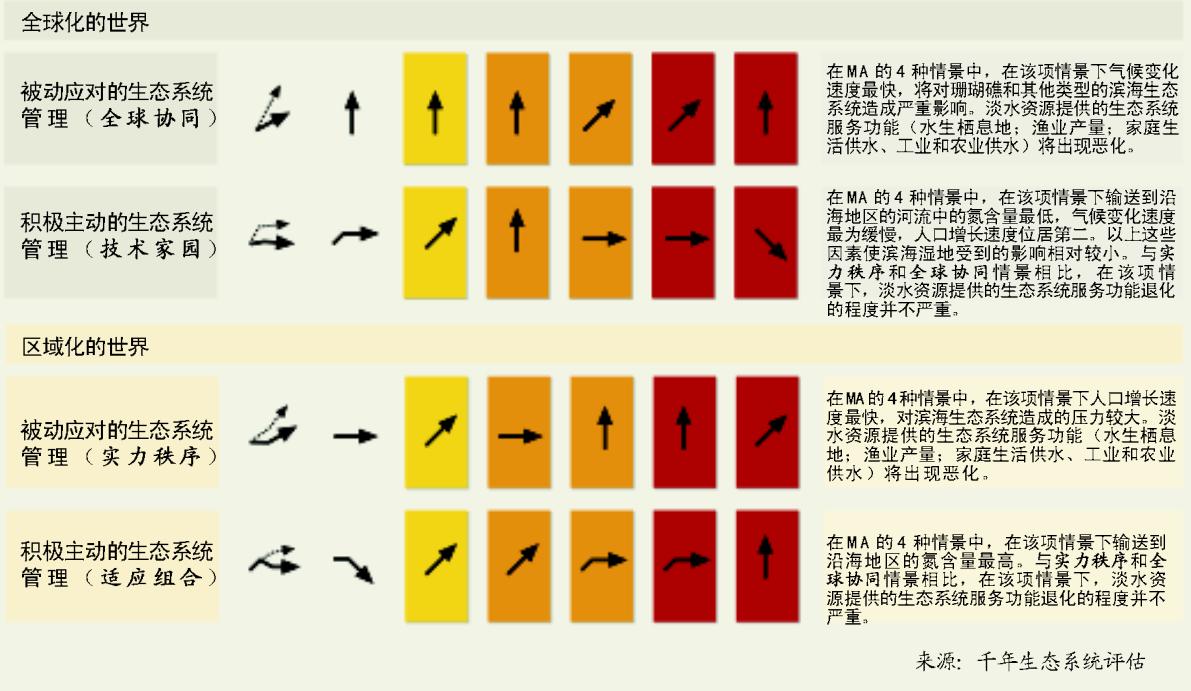 全球化的世界
被动应对的生态系统
管理（全球协同）
在MA 的 4 种情景中，在该项情景下气候变化
速度最快，将对珊瑚礁和其他类型的滨海生态
系统造成严重影响。淡水资源提供的生态系统
服务功能（水生栖息地；渔业产量；家庭生
活供水、工业和农业供水）将出现恶化。
积极主动的生态系统
管理（技术家园）
在MA 的 4 种情景中，在该项情景下输送到沿
海地区的河流中的氮含量最低，气候变化速度
最为缓慢，人口增长速度位居第二。以上这些
因素使滨海湿地受到的影响相对较小。与实
力秩序和全球协同情景相比，在该项情
景下，淡水资源提供的生态系统服务功能退化
的程度并不严重。
区域化的世界
被动应对的生态系统
管理（实力秩序）
在MA 的 4 种情景中，在该项情景下人口增长速
度最快，对滨海生态系统造成的压力较大。淡
水资源提供的生态系统服务功能（水生栖息
地；渔业产量；家庭生活供水、工业和农业
供水）将出现恶化。
积极主动的生态系统
管理（适应组合）
在MA 的 4 种情景中，在该项情景下输送到
沿海地区的氮含量最高。与实力秩序和全
球协同情景相比，在该项情景下，淡水资
源提供的生态系统服务功能退化的程度并不
严重。
来源：千年生态系统评估